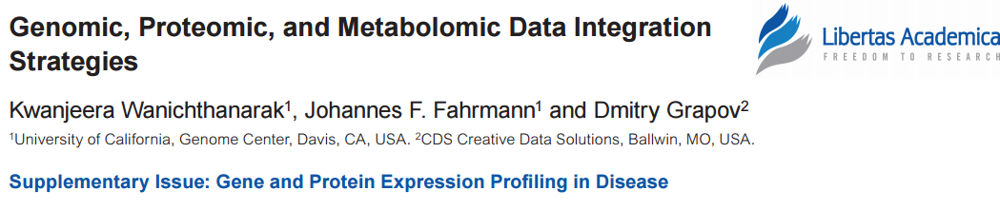 Genomic, Proteomic, and Metabolomic Data Integration
Strategies
Libertas Academica
FREEDOM TO RESEARCH
Kwanjeera Wanichthanarak¹, Johannes F. Fahrmann¹ and Dmitry Grapov²
¹University of California, Genome Center, Davis, CA, USA. ²CDS Creative Data Solutions, Ballwin, MO, USA.
Supplementary Issue: Gene and Protein Expression Profiling in Disease